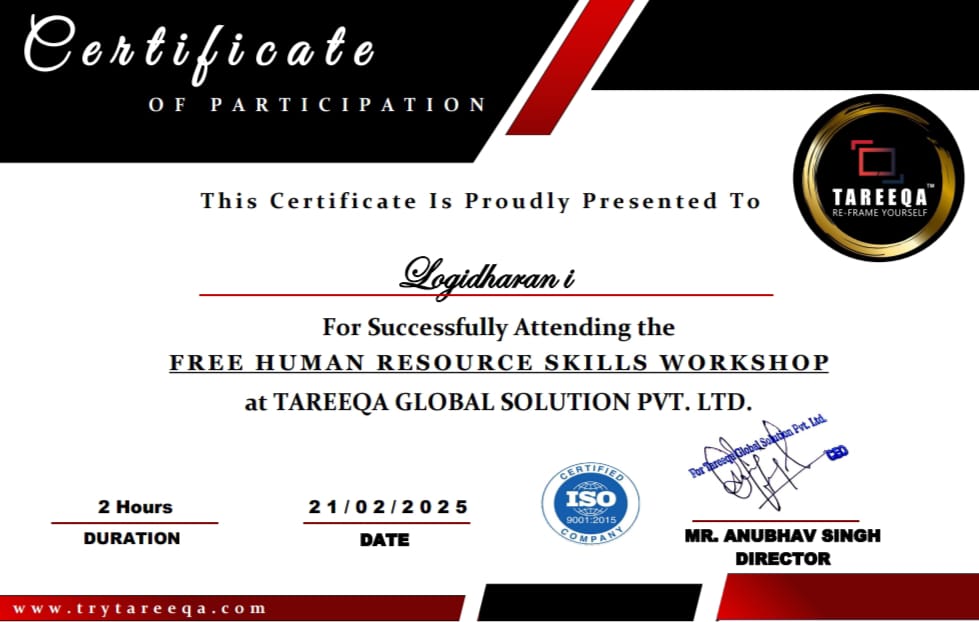 Certificate
OF PARTICIPATION
TAREEQA™
RE-FRAME YOURSELF
This Certificate Is Proudly Presented To
Logidharan i
For Successfully Attending the
FREE HUMAN RESOURCE SKILLS WORKSHOP
at TAREEQA GLOBAL SOLUTION PVT. LTD.
For Tareeqa Global Solution Pvt. Ltd.
CEO
CERTIFIED
ISO
9001:2015
COMPANY
2 Hours
DURATION
21/02/2025
DATE
MR. ANUBHAV SINGH
DIRECTOR
www.trytareeqa.com